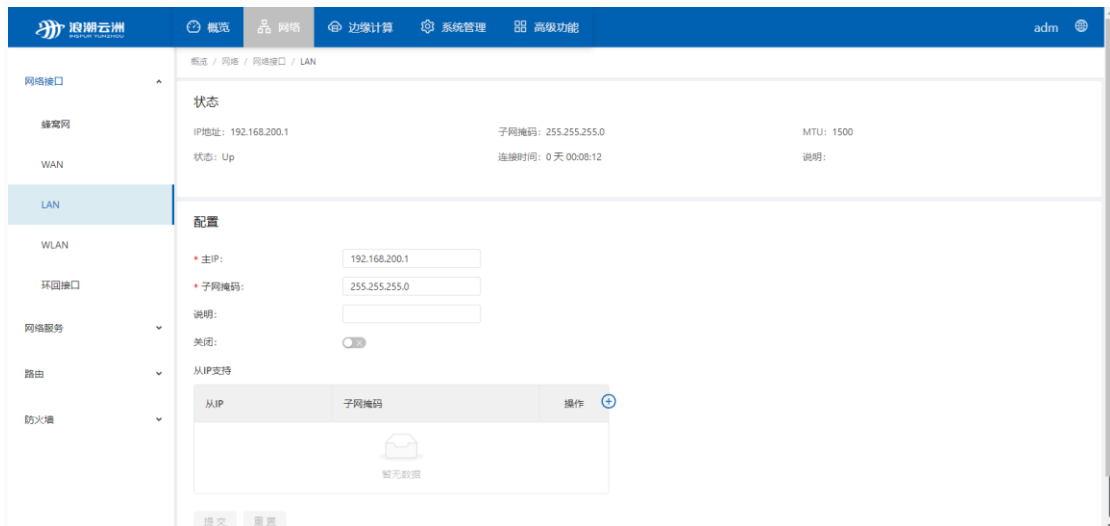 浪潮云洲
INSPUR YUNZHOU
概览 网络 边缘计算 系统管理 高级功能 adm
概览 / 网络 / 网络接口 / LAN
网络接口
蜂窝网
WAN
LAN
WLAN
环回接口
网络服务
路由
防火墙
状态
IP地址: 192.168.200.1 子网掩码: 255.255.255.0 MTU: 1500
状态: Up 连接时间: 0 天 00:08:12 说明:
配置
* 主IP: 192.168.200.1
* 子网掩码: 255.255.255.0
说明:
关闭:
从IP支持
从IP 子网掩码 操作
暂无数据
提交 重置